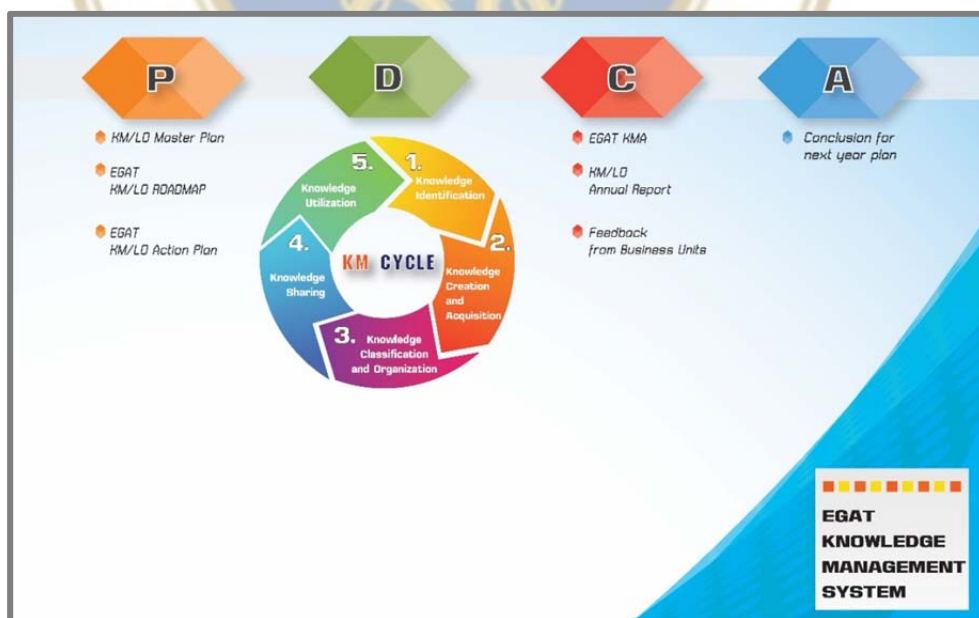 P
KM/LO Master Plan
EGAT
KM/LO ROADMAP
EGAT
KM/LO Action Plan
D
1.
Knowledge
Identification
2.
Knowledge
Creation
and
Acquisition
3. Knowledge
Classification
and Organization
4.
Knowledge
Sharing
5.
Knowledge
Utilization
KM CYCLE
C
EGAT KMA
KM/LO
Annual Report
Feedback
from Business Units
A
Conclusion for
next year plan
EGAT
KNOWLEDGE
MANAGEMENT
SYSTEM